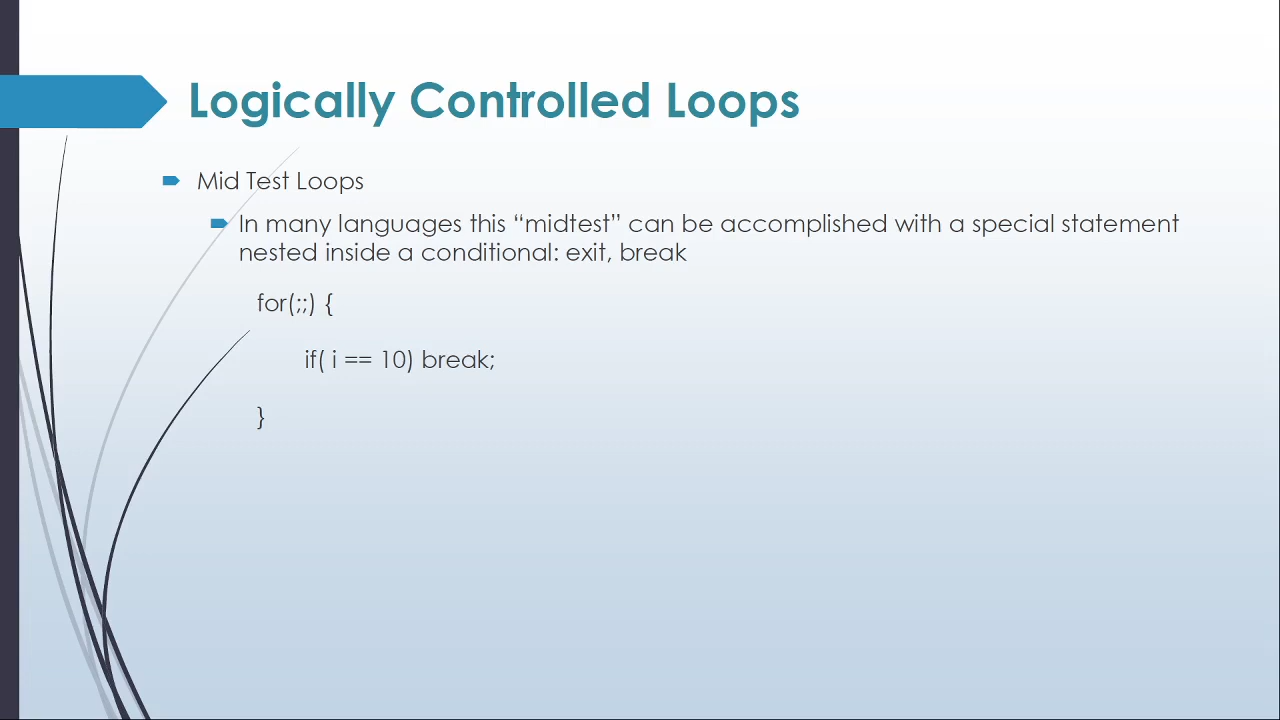 Logically Controlled Loops
Mid Test Loops
In many languages this “midtest” can be accomplished with a special statement
nested inside a conditional: exit, break
for(;;) {
if( i == 10) break;
}